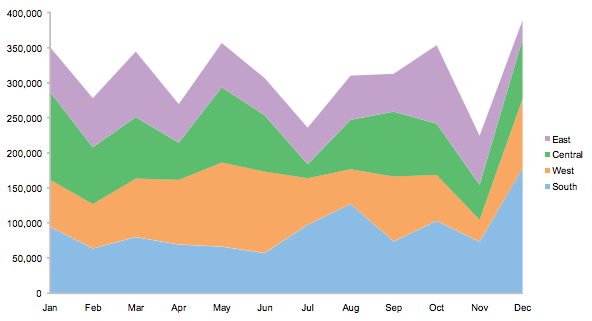 400,000
350,000
300,000
250,000
200,000
150,000
100,000
50,000
0
Jan Feb Mar Apr May Jun Jul Aug Sep Oct Nov Dec
East
Central
West
South